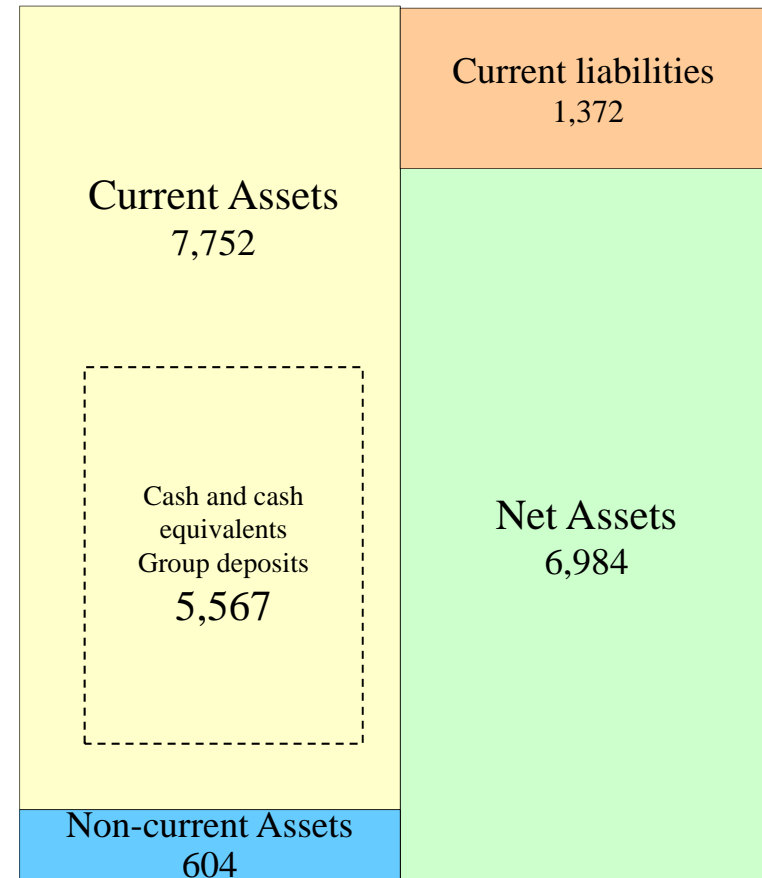 Current Assets
7,752
Cash and cash
equivalents
Group deposits
5,567
Non-current Assets
604
Current liabilities
1,372
Net Assets
6,984